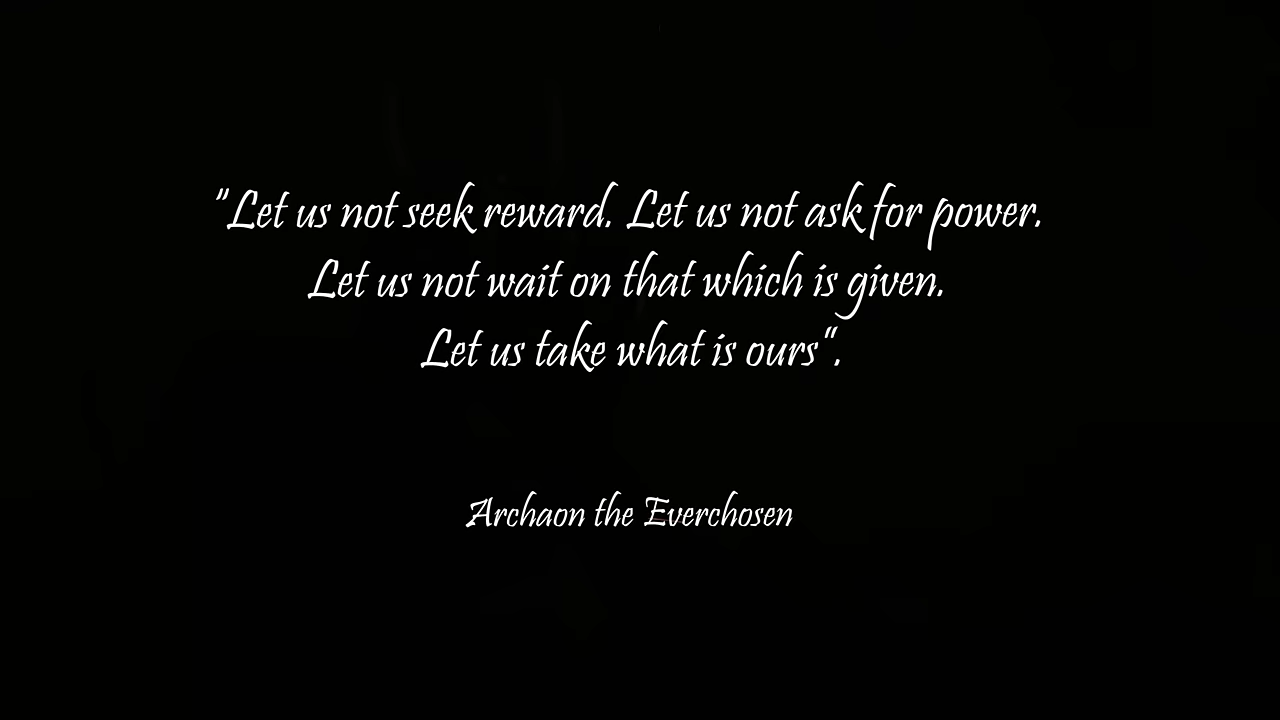 "Let us not seek reward. Let us not ask for power.
Let us not wait on that which is given.
Let us take what is ours".
Archaon the Everchosen